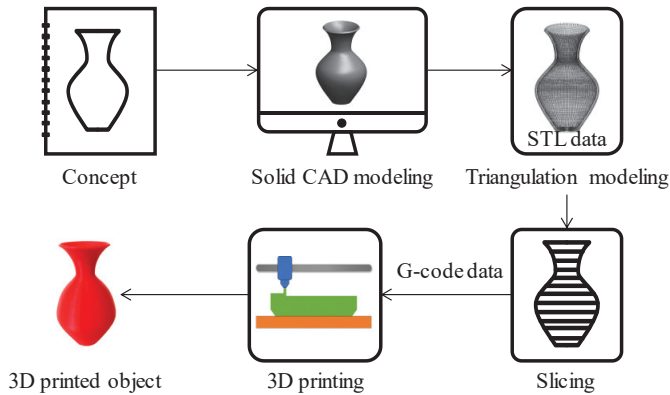 STL data
Concept
Solid CAD modeling
Triangulation modeling
G-code data
3D printed object
3D printing
Slicing